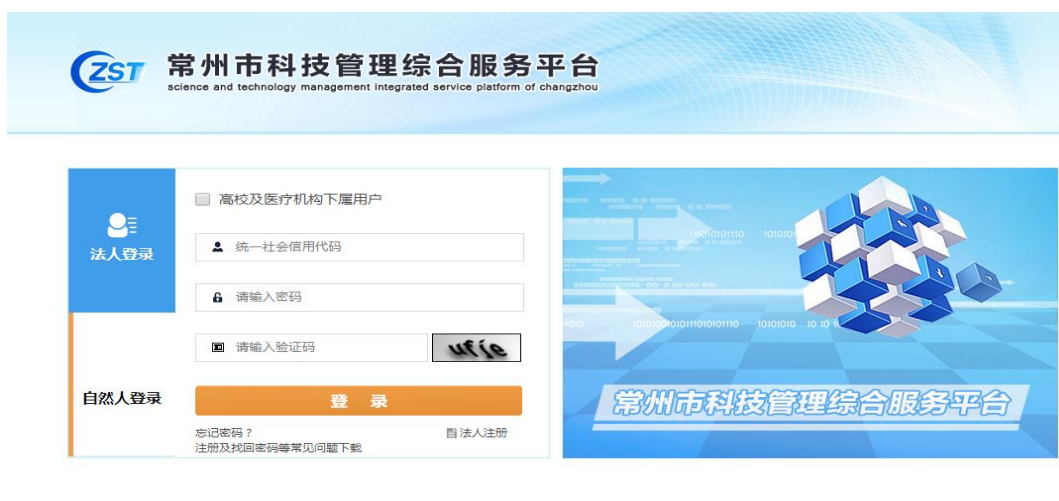 ZST
常州市科技管理综合服务平台
science and technology management integrated service platform of changzhou
法人登录
自然人登录
高校及医疗机构下属用户
统一社会信用代码
请输入密码
请输入验证码
ufje
登 录
忘记密码？
法人注册
注册及找回密码等常见问题下载
11010101110
101010010101110101011110
10101010
常州市科技管理综合服务平台